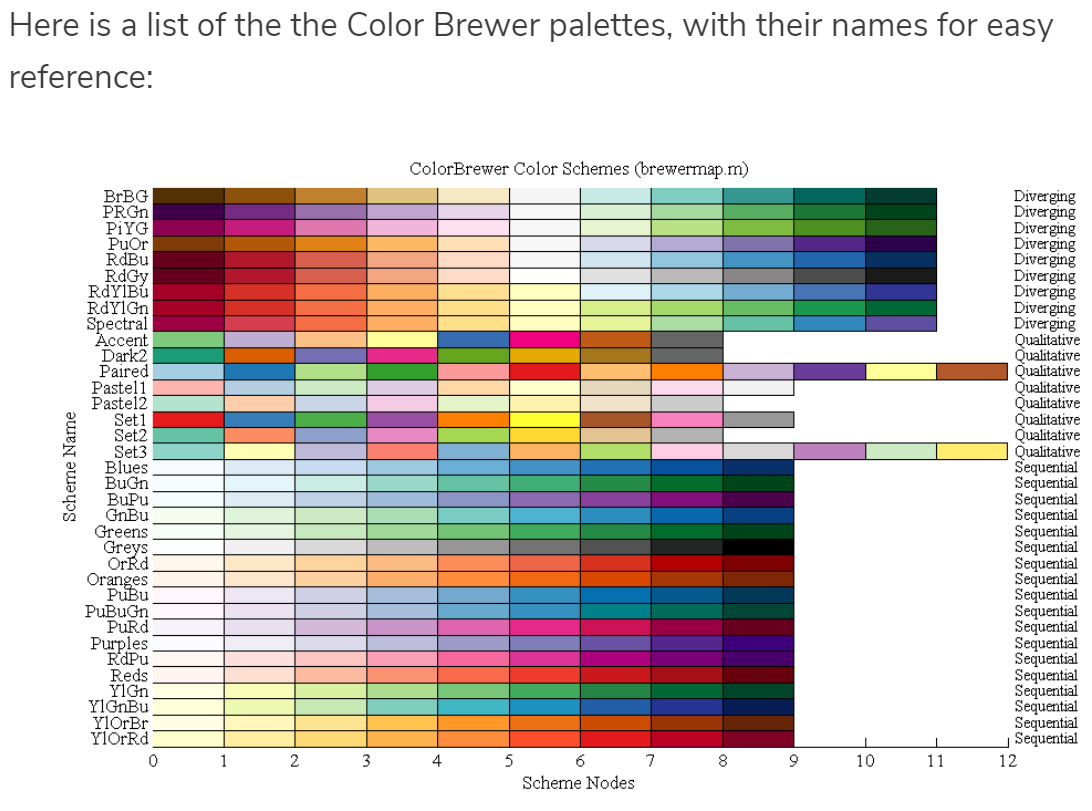 Here is a list of the the Color Brewer palettes, with their names for easy
reference:
ColorBrewer Color Schemes (brewermap.m)
Scheme Name
BrBG Diverging
PRGn Diverging
PiYG Diverging
PuOr Diverging
RdBu Diverging
RdGy Diverging
RdYlBu Diverging
RdYlGn Diverging
Spectral Diverging
Accent Qualitative
Dark2 Qualitative
Paired Qualitative
Pastel1 Qualitative
Pastel2 Qualitative
Set1 Qualitative
Set2 Qualitative
Set3 Qualitative
Blues Sequential
BuGn Sequential
BuPu Sequential
GnBu Sequential
Greens Sequential
Greys Sequential
OrRd Sequential
Oranges Sequential
PuBu Sequential
PuBuGn Sequential
PuRd Sequential
Purples Sequential
RdPu Sequential
Reds Sequential
YlGn Sequential
YlGnBu Sequential
YlOrBr Sequential
YlOrRd Sequential
0 1 2 3 4 5 6 7 8 9 10 11 12
Scheme Nodes